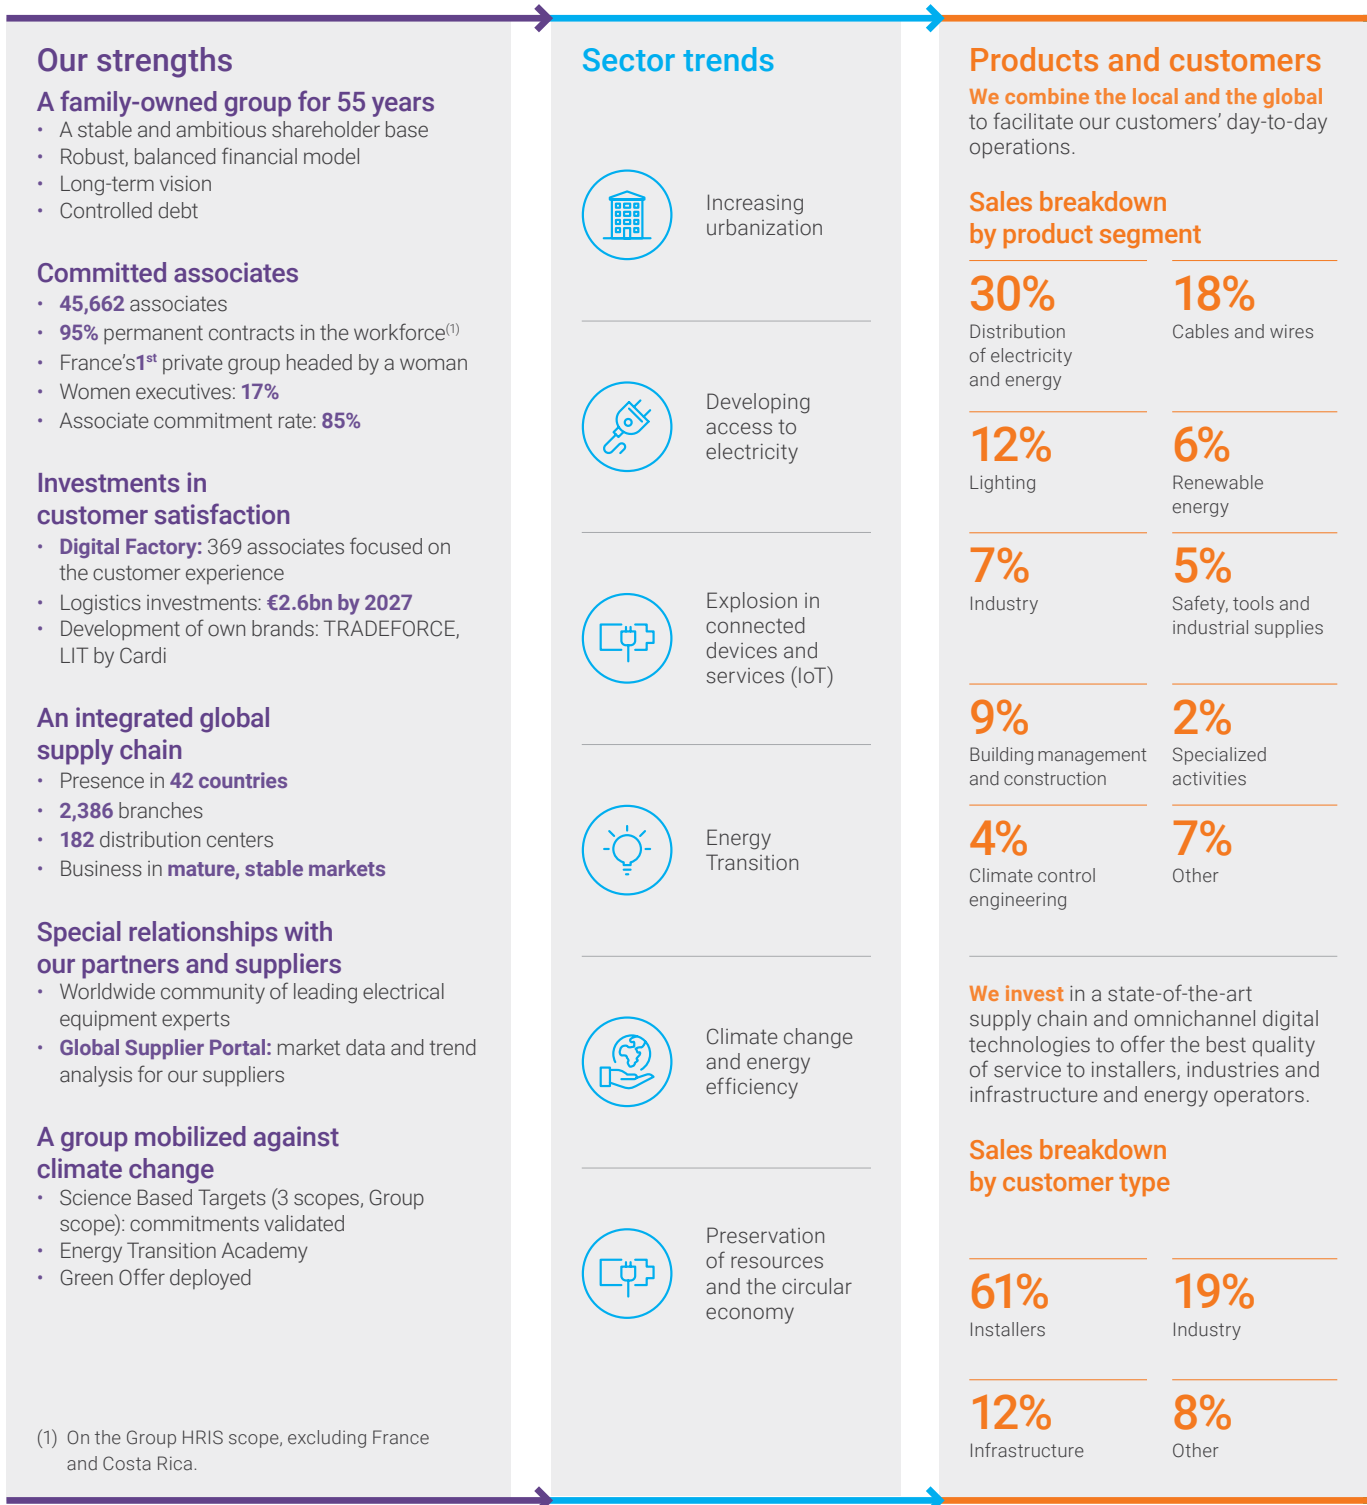 Our strengths
A family-owned group for 55 years
• A stable and ambitious shareholder base
• Robust, balanced financial model
• Long-term vision
• Controlled debt
Committed associates
• 45,662 associates
• 95% permanent contracts in the workforce(1)
• France's1st private group headed by a woman
• Women executives: 17%
• Associate commitment rate: 85%
Investments in
customer satisfaction
• Digital Factory: 369 associates focused on
the customer experience
• Logistics investments: €2.6bn by 2027
• Development of own brands: TRADEFORCE,
LIT by Cardi
An integrated global
supply chain
• Presence in 42 countries
• 2,386 branches
• 182 distribution centers
• Business in mature, stable markets
Special relationships with
our partners and suppliers
• Worldwide community of leading electrical
equipment experts
• Global Supplier Portal: market data and trend
analysis for our suppliers
A group mobilized against
climate change
• Science Based Targets (3 scopes, Group
scope): commitments validated
• Energy Transition Academy
• Green Offer deployed
(1) On the Group HRIS scope, excluding France
and Costa Rica.
Sector trends
Increasing
urbanization
Developing
access to
electricity
Explosion in
connected
devices and
services (IoT)
Energy
Transition
Climate change
and energy
efficiency
Preservation
of resources
and the circular
economy
Products and customers
We combine the local and the global
to facilitate our customers' day-to-day
operations.
Sales breakdown
by product segment
30%
Distribution
of electricity
and energy
18%
Cables and wires
12%
Lighting
6%
Renewable
energy
7%
Industry
5%
Safety, tools and
industrial supplies
9%
Building management
and construction
2%
Specialized
activities
4%
Climate control
engineering
7%
Other
We invest in a state-of-the-art
supply chain and omnichannel digital
technologies to offer the best quality
of service to installers, industries and
infrastructure and energy operators.
Sales breakdown
by customer type
61%
Installers
19%
Industry
12%
Infrastructure
8%
Other